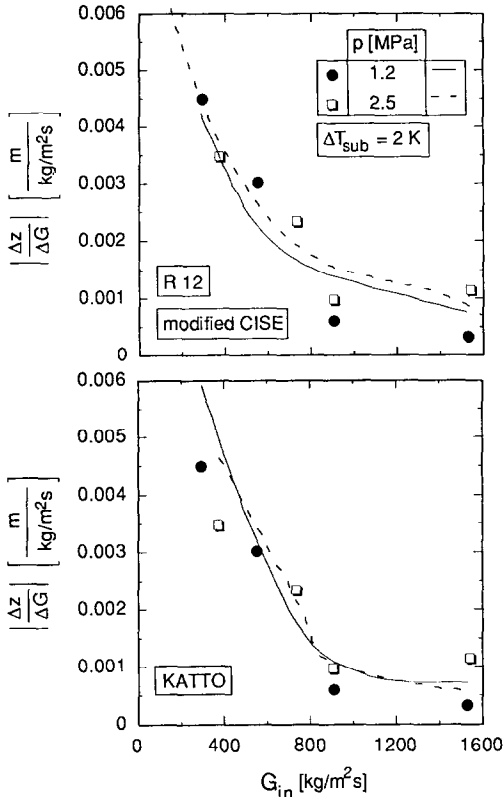 0.006
0.005
0.004
0.003
0.002
0.001
0
|Δz/ΔG| [m/kg/m²s]
p [MPa]
1.2
2.5
ΔT_sub = 2 K
R 12
modified CISE
0.006
0.005
0.004
0.003
0.002
0.001
0
|Δz/ΔG| [m/kg/m²s]
KATTO
0 400 800 1200 1600
G_in [kg/m²s]